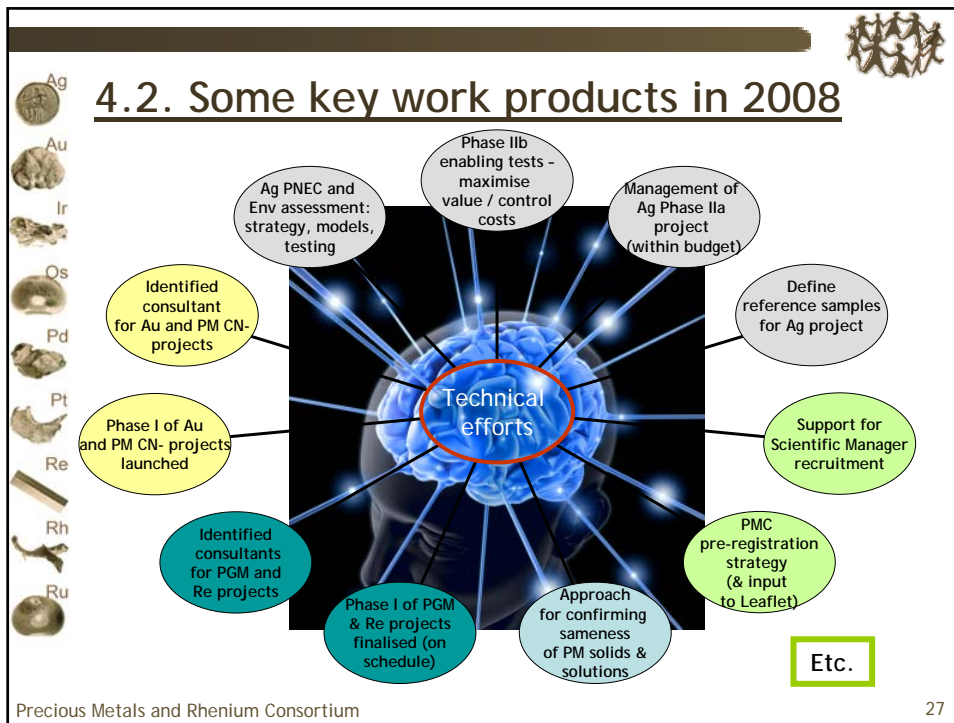 4.2. Some key work products in 2008
Ag
Au
Ir
Os
Pd
Pt
Re
Rh
Ru
Phase IIb
enabling tests –
maximise
value / control
costs
Ag PNEC and
Env assessment:
strategy, models,
testing
Management of
Ag Phase IIa
project
(within budget)
Identified
consultant
for Au and PM CN-
projects
Define
reference samples
for Ag project
Technical
efforts
Phase I of Au
and PM CN- projects
launched
Support for
Scientific Manager
recruitment
Identified
consultants
for PGM and
Re projects
PMC
pre-registration
strategy
(& input
to Leaflet)
Phase I of PGM
& Re projects
finalised (on
schedule)
Approach
for confirming
sameness
of PM solids &
solutions
Etc.
Precious Metals and Rhenium Consortium
27